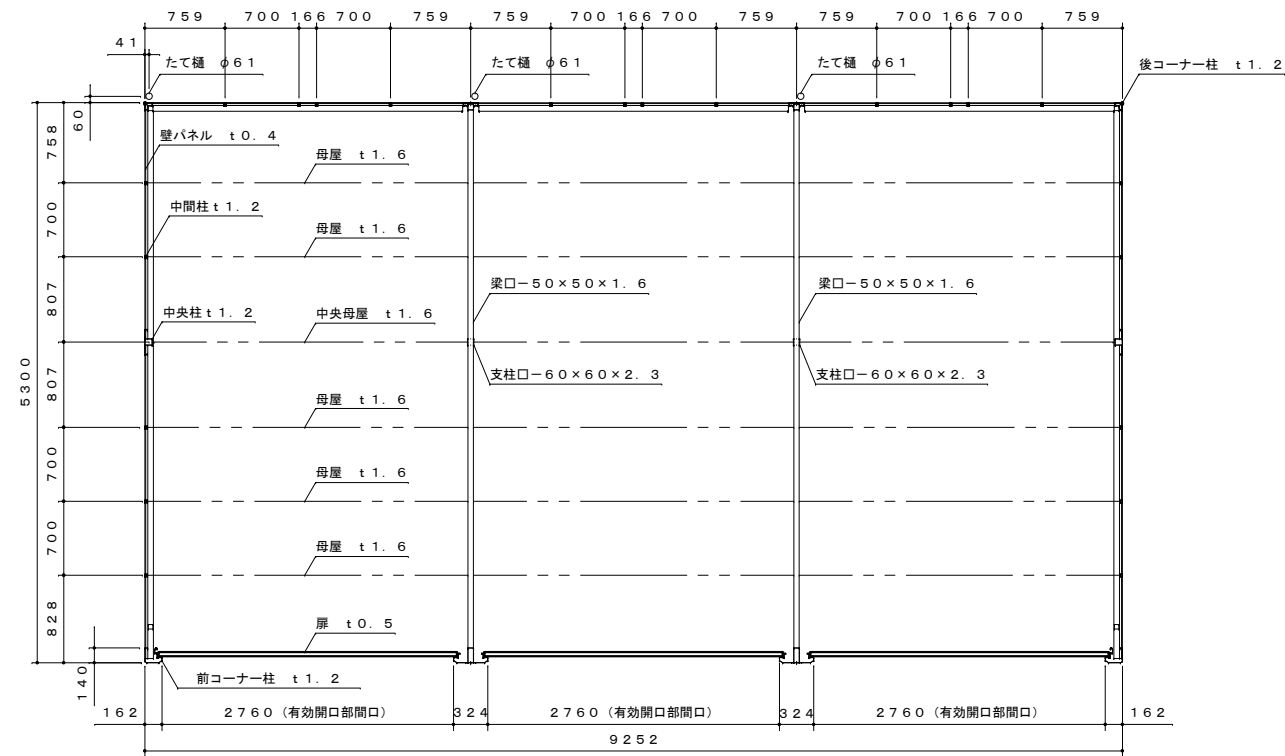 759 700 166 700 759 759 700 166 700 759 759 700 166 700 759
41
たて樋 φ61 たて樋 φ61 たて樋 φ61
後コーナー柱 t1.2
60
758
壁パネル t0.4
母屋 t1.6
700
中間柱t1.2
母屋 t1.6
807
梁□-50×50×1.6 梁□-50×50×1.6
中央柱t1.2 中央母屋 t1.6
5300
支柱□-60×60×2.3 支柱□-60×60×2.3
807
母屋 t1.6
700
母屋 t1.6
700
母屋 t1.6
828
扉 t0.5
140
前コーナー柱 t1.2
162 2760(有効開口部間口) 324 2760(有効開口部間口) 324 2760(有効開口部間口) 162
9252